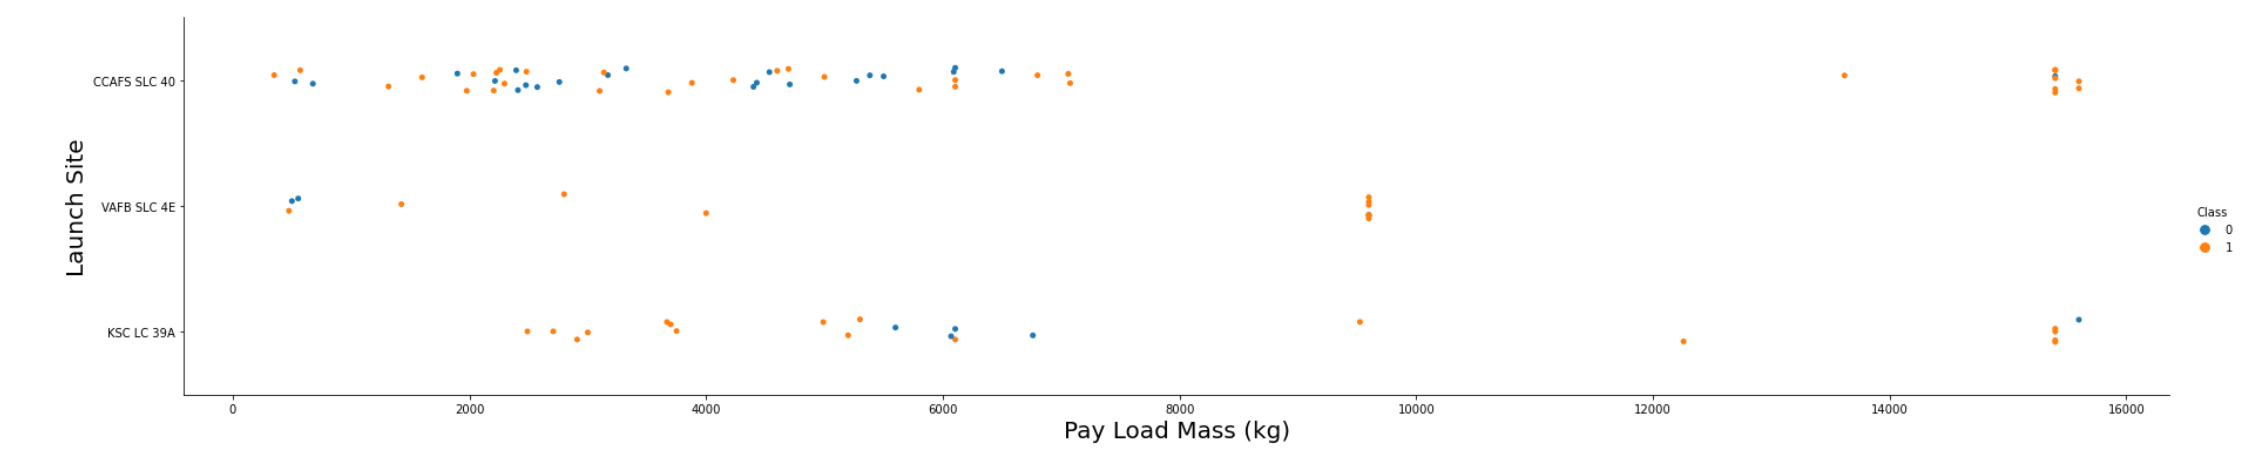 Launch Site
CCAFS SLC 40
VAFB SLC 4E
KSC LC 39A
0 2000 4000 6000 8000 10000 12000 14000 16000
Pay Load Mass (kg)
Class
0
1